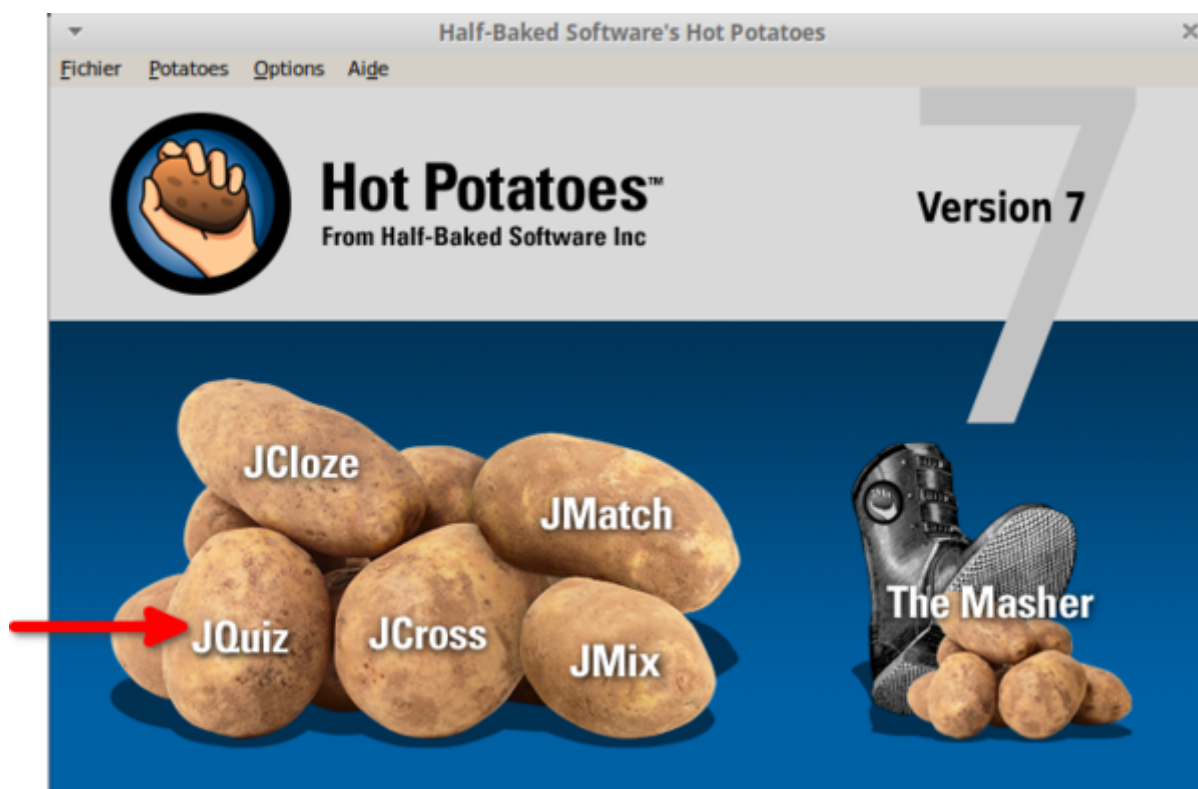 Half-Baked Software's Hot Potatoes
Fichier Potatoes Options Aide
Hot Potatoes™
From Half-Baked Software Inc
7
Version 7
JCloze
JMatch
JQuiz
JCross
JMix
The Masher